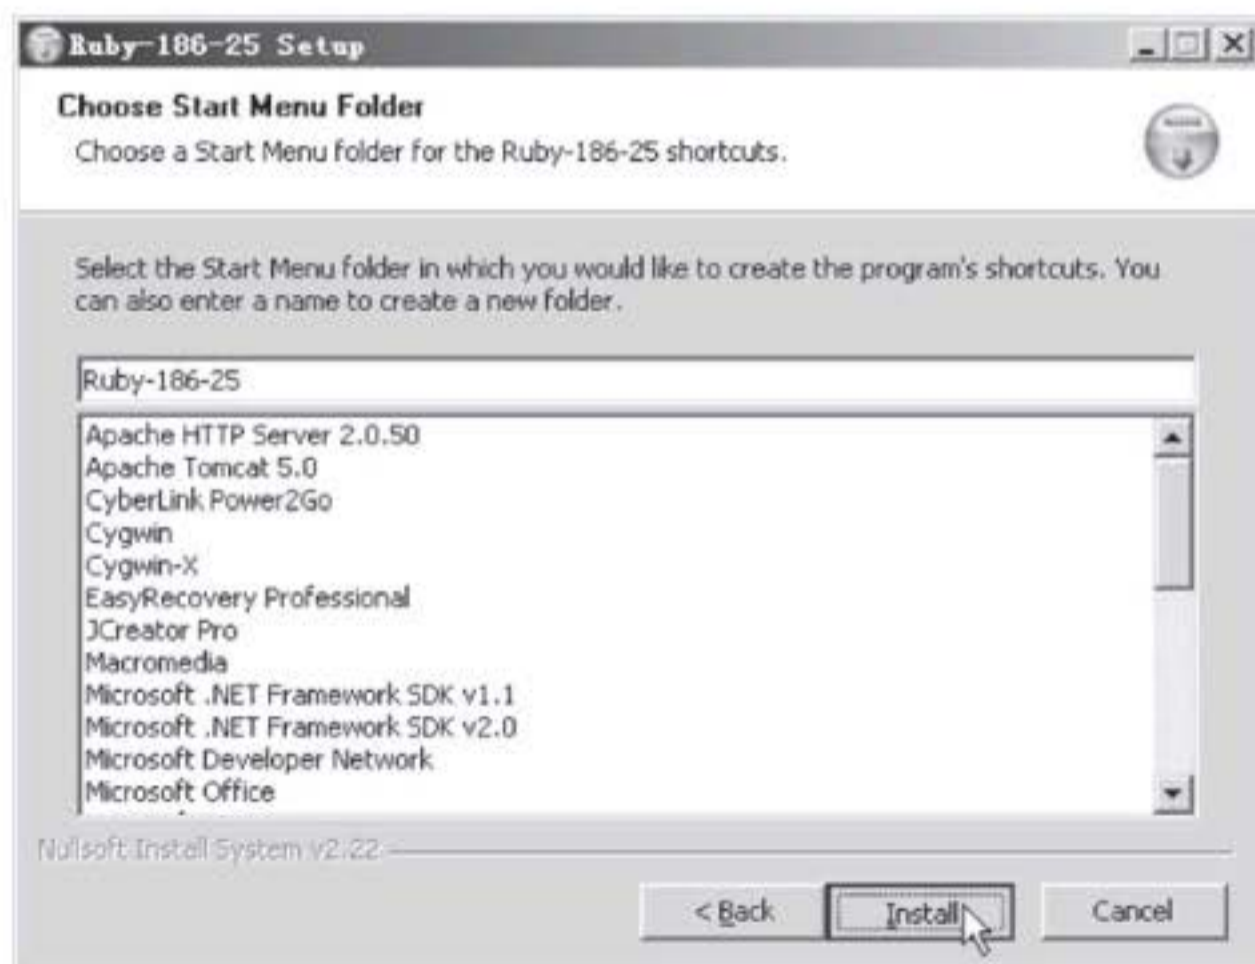 Ruby-186-25 Setup
Choose Start Menu Folder
Choose a Start Menu folder for the Ruby-186-25 shortcuts.
Select the Start Menu folder in which you would like to create the program's shortcuts. You
can also enter a name to create a new folder.
Ruby-186-25
Apache HTTP Server 2.0.50
Apache Tomcat 5.0
CyberLink Power2Go
Cygwin
Cygwin-X
EasyRecovery Professional
JCreator Pro
Macromedia
Microsoft .NET Framework SDK v1.1
Microsoft .NET Framework SDK v2.0
Microsoft Developer Network
Microsoft Office
Nullsoft Install System v2.22
< Back
Install
Cancel